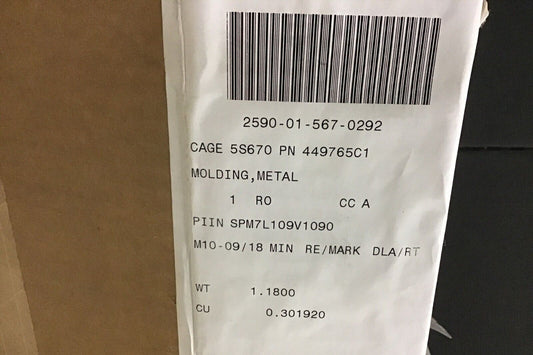 2590-01-567-0292
CAGE 5S670 PN 449765C1
MOLDING,METAL
1 RO CC A
PIIN SPM7L109V1090
M10-09/18 MIN RE/MARK DLA/RT
WT 1.1800
CU 0.301920